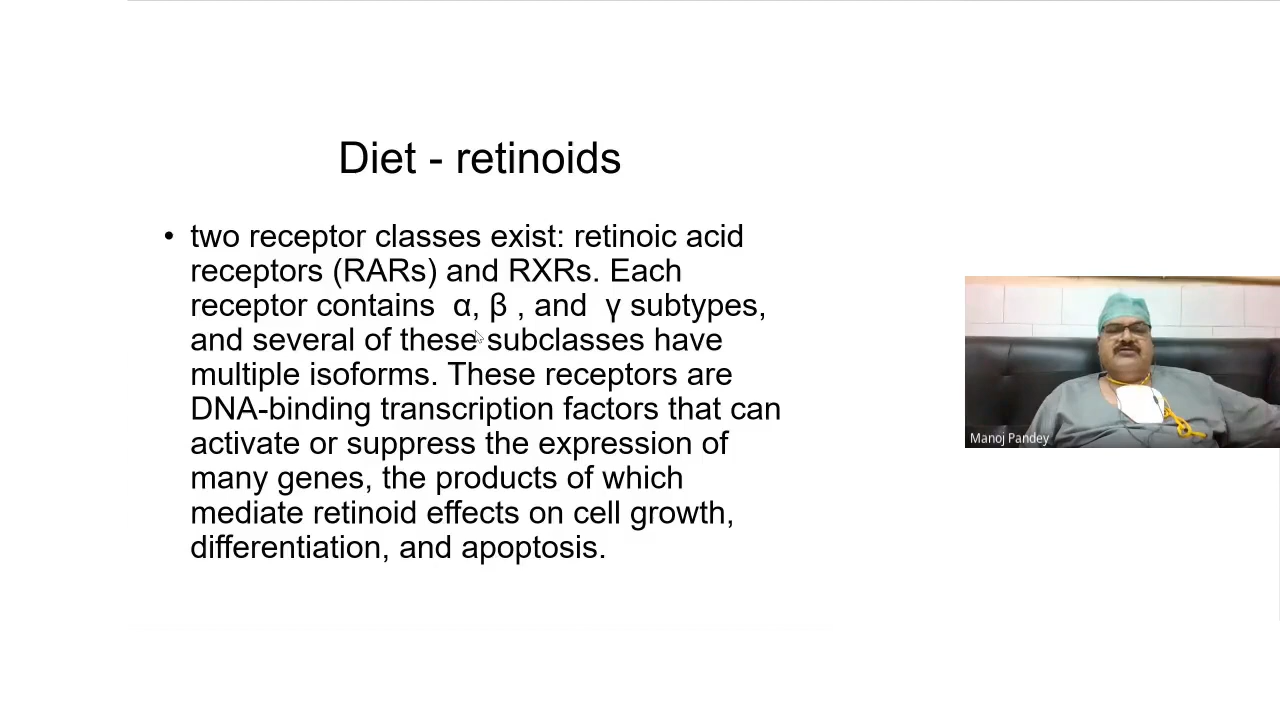 Diet - retinoids
• two receptor classes exist: retinoic acid
receptors (RARs) and RXRs. Each
receptor contains  α, β , and  γ subtypes,
and several of these subclasses have
multiple isoforms. These receptors are
DNA-binding transcription factors that can
activate or suppress the expression of
many genes, the products of which
mediate retinoid effects on cell growth,
differentiation, and apoptosis.
Manoj Pandey